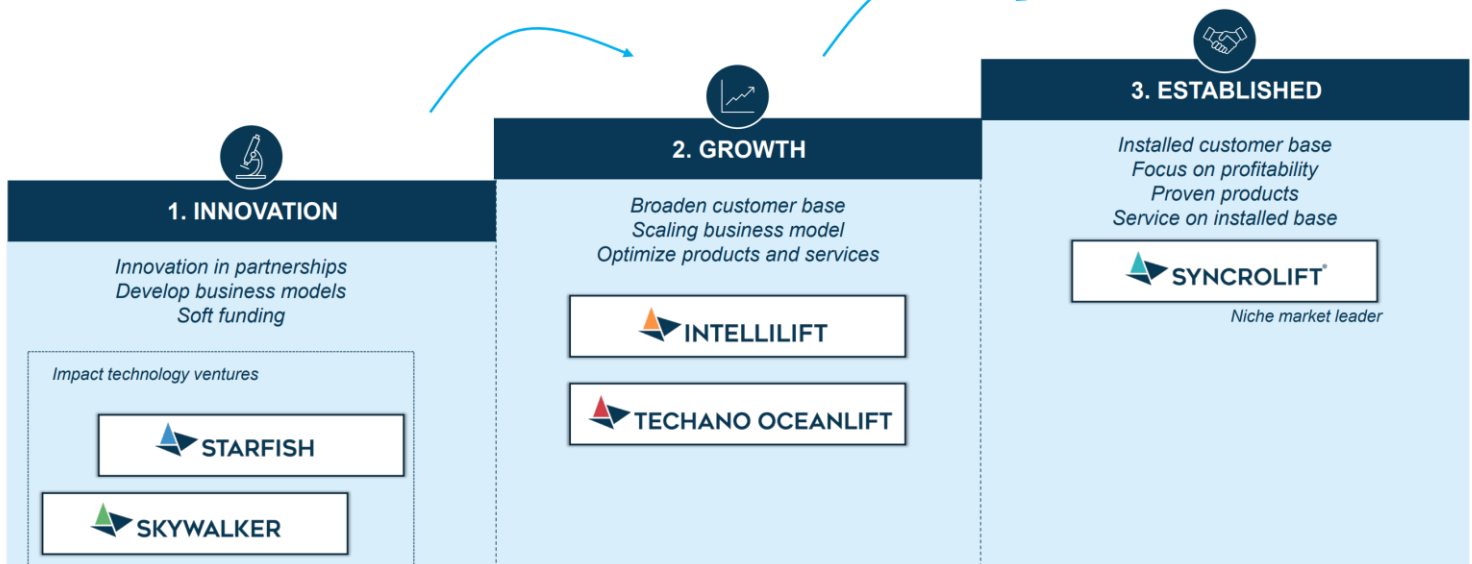 1. INNOVATION
Innovation in partnerships
Develop business models
Soft funding
Impact technology ventures
STARFISH
SKYWALKER
2. GROWTH
Broaden customer base
Scaling business model
Optimize products and services
INTELLILIFT
TECHANO OCEANLIFT
3. ESTABLISHED
Installed customer base
Focus on profitability
Proven products
Service on installed base
SYNCROLIFT®
Niche market leader